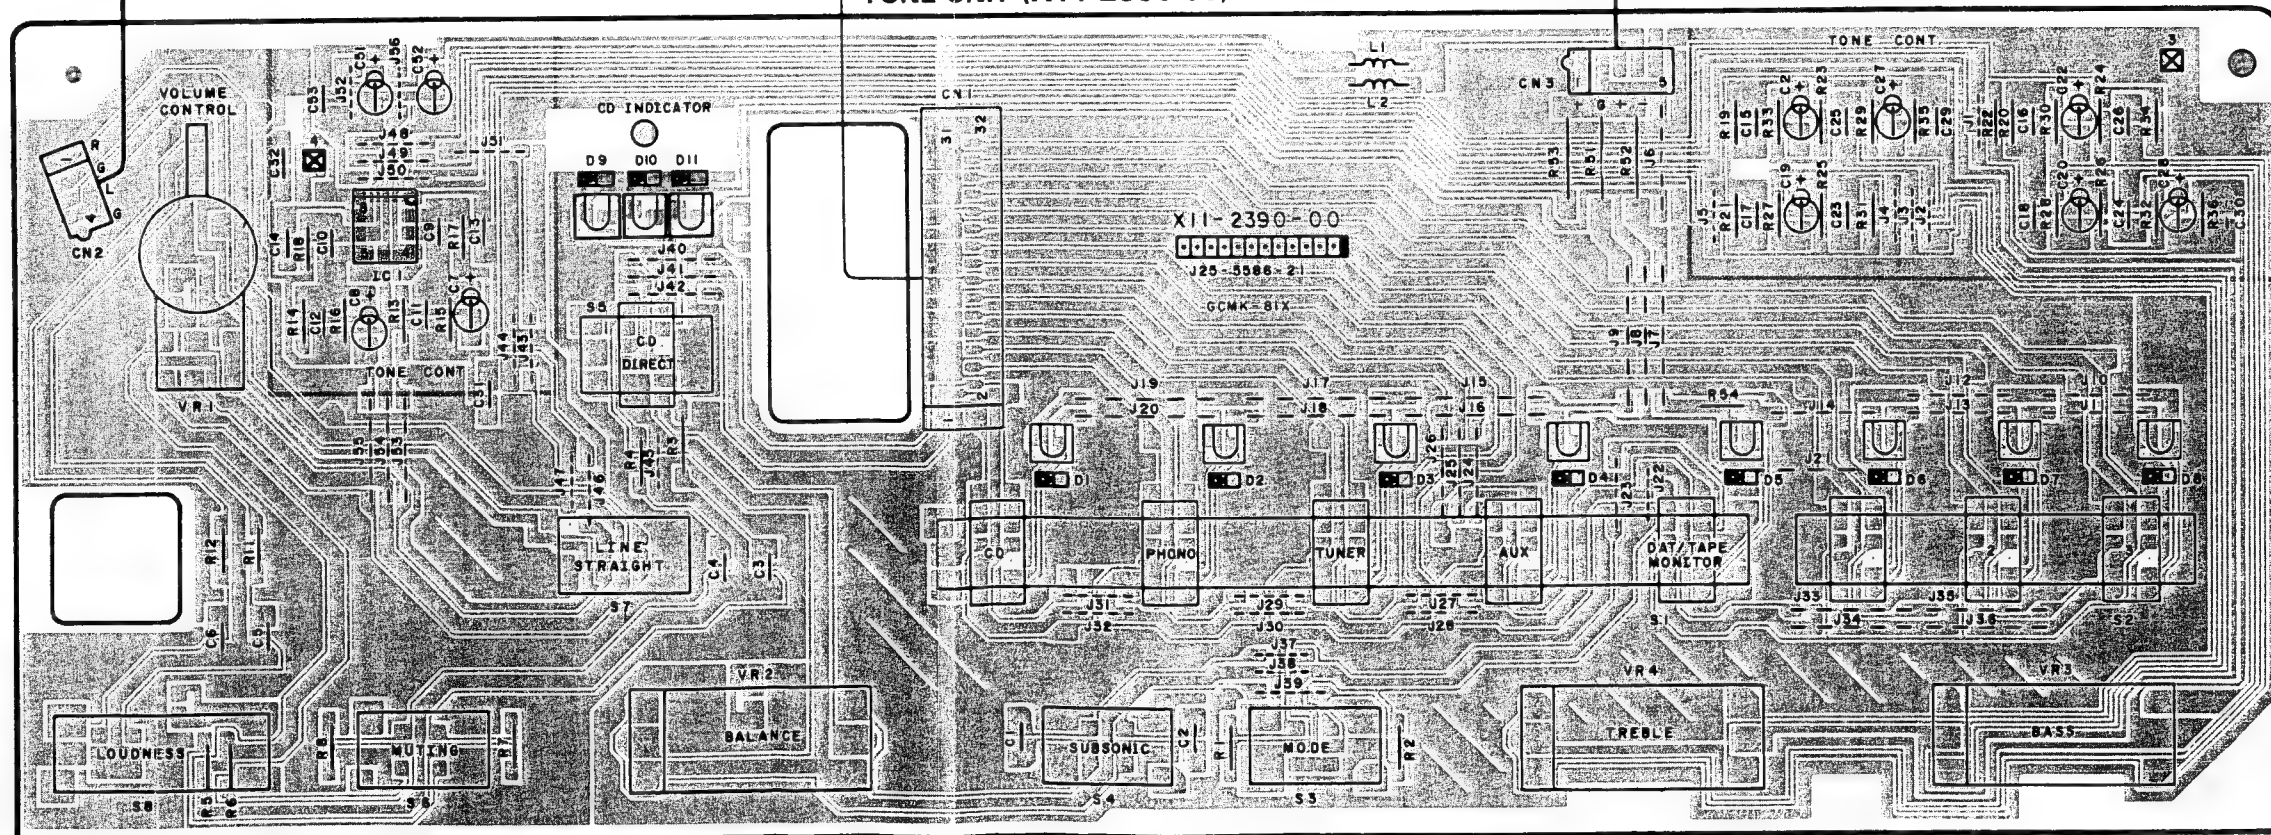 VOLUME
CONTROL
R
G
L
G
4
CN2
VR1
C53
J52
C51
+
J56
C52
+
C32
4
J48
J49
J50
J51
C14
R18
C10
IC1
C9
R17
C13
R14
C12
R16
C8
+
R13
C11
R15
C7
+
J44
J43
TONE CONT
C31
J55
J54
J53
CD INDICATOR
D9
D10
D11
J40
J41
J42
S5
CD
DIRECT
R4
J45
R3
J47
J46
LINE
STRAIGHT
S7
C4
C3
R12
R11
C6
C5
LOUDNESS
S8
R5
R6
R8
MUTING
S6
R7
VR2
BALANCE
CN1
31
32
1
2
L1
L2
CN3
1
5
+ G + -
R53
R51
R52
J6
X11-2390-00
J25-5586-21
GCMK-81X
J9
J8
J7
TONE CONT
3
R19
C15
R33
+
R23
C25
R29
C27
+
R35
C29
R22
R20
C16
R30
C22
+
R24
C26
R34
J5
R21
C17
R27
C19
+
R25
C23
R31
J4
J3
J2
C18
R28
C20
+
R26
C24
R32
C28
+
R36
C30
J19
J20
J17
J18
J15
J16
R54
J14
J12
J13
J10
J26
J25
J24
J23
J22
J21
D1
D2
D3
D4
D5
D6
D7
D8
CD
PHONO
TUNER
AUX
DAT/TAPE
MONITOR
1
2
3
J31
J32
J29
J30
J27
J28
S1
J33
J34
J35
J36
S2
J37
J38
J39
SUBSONIC
S4
C2
R1
MODE
S3
R2
VR4
TREBLE
VR3
BASS